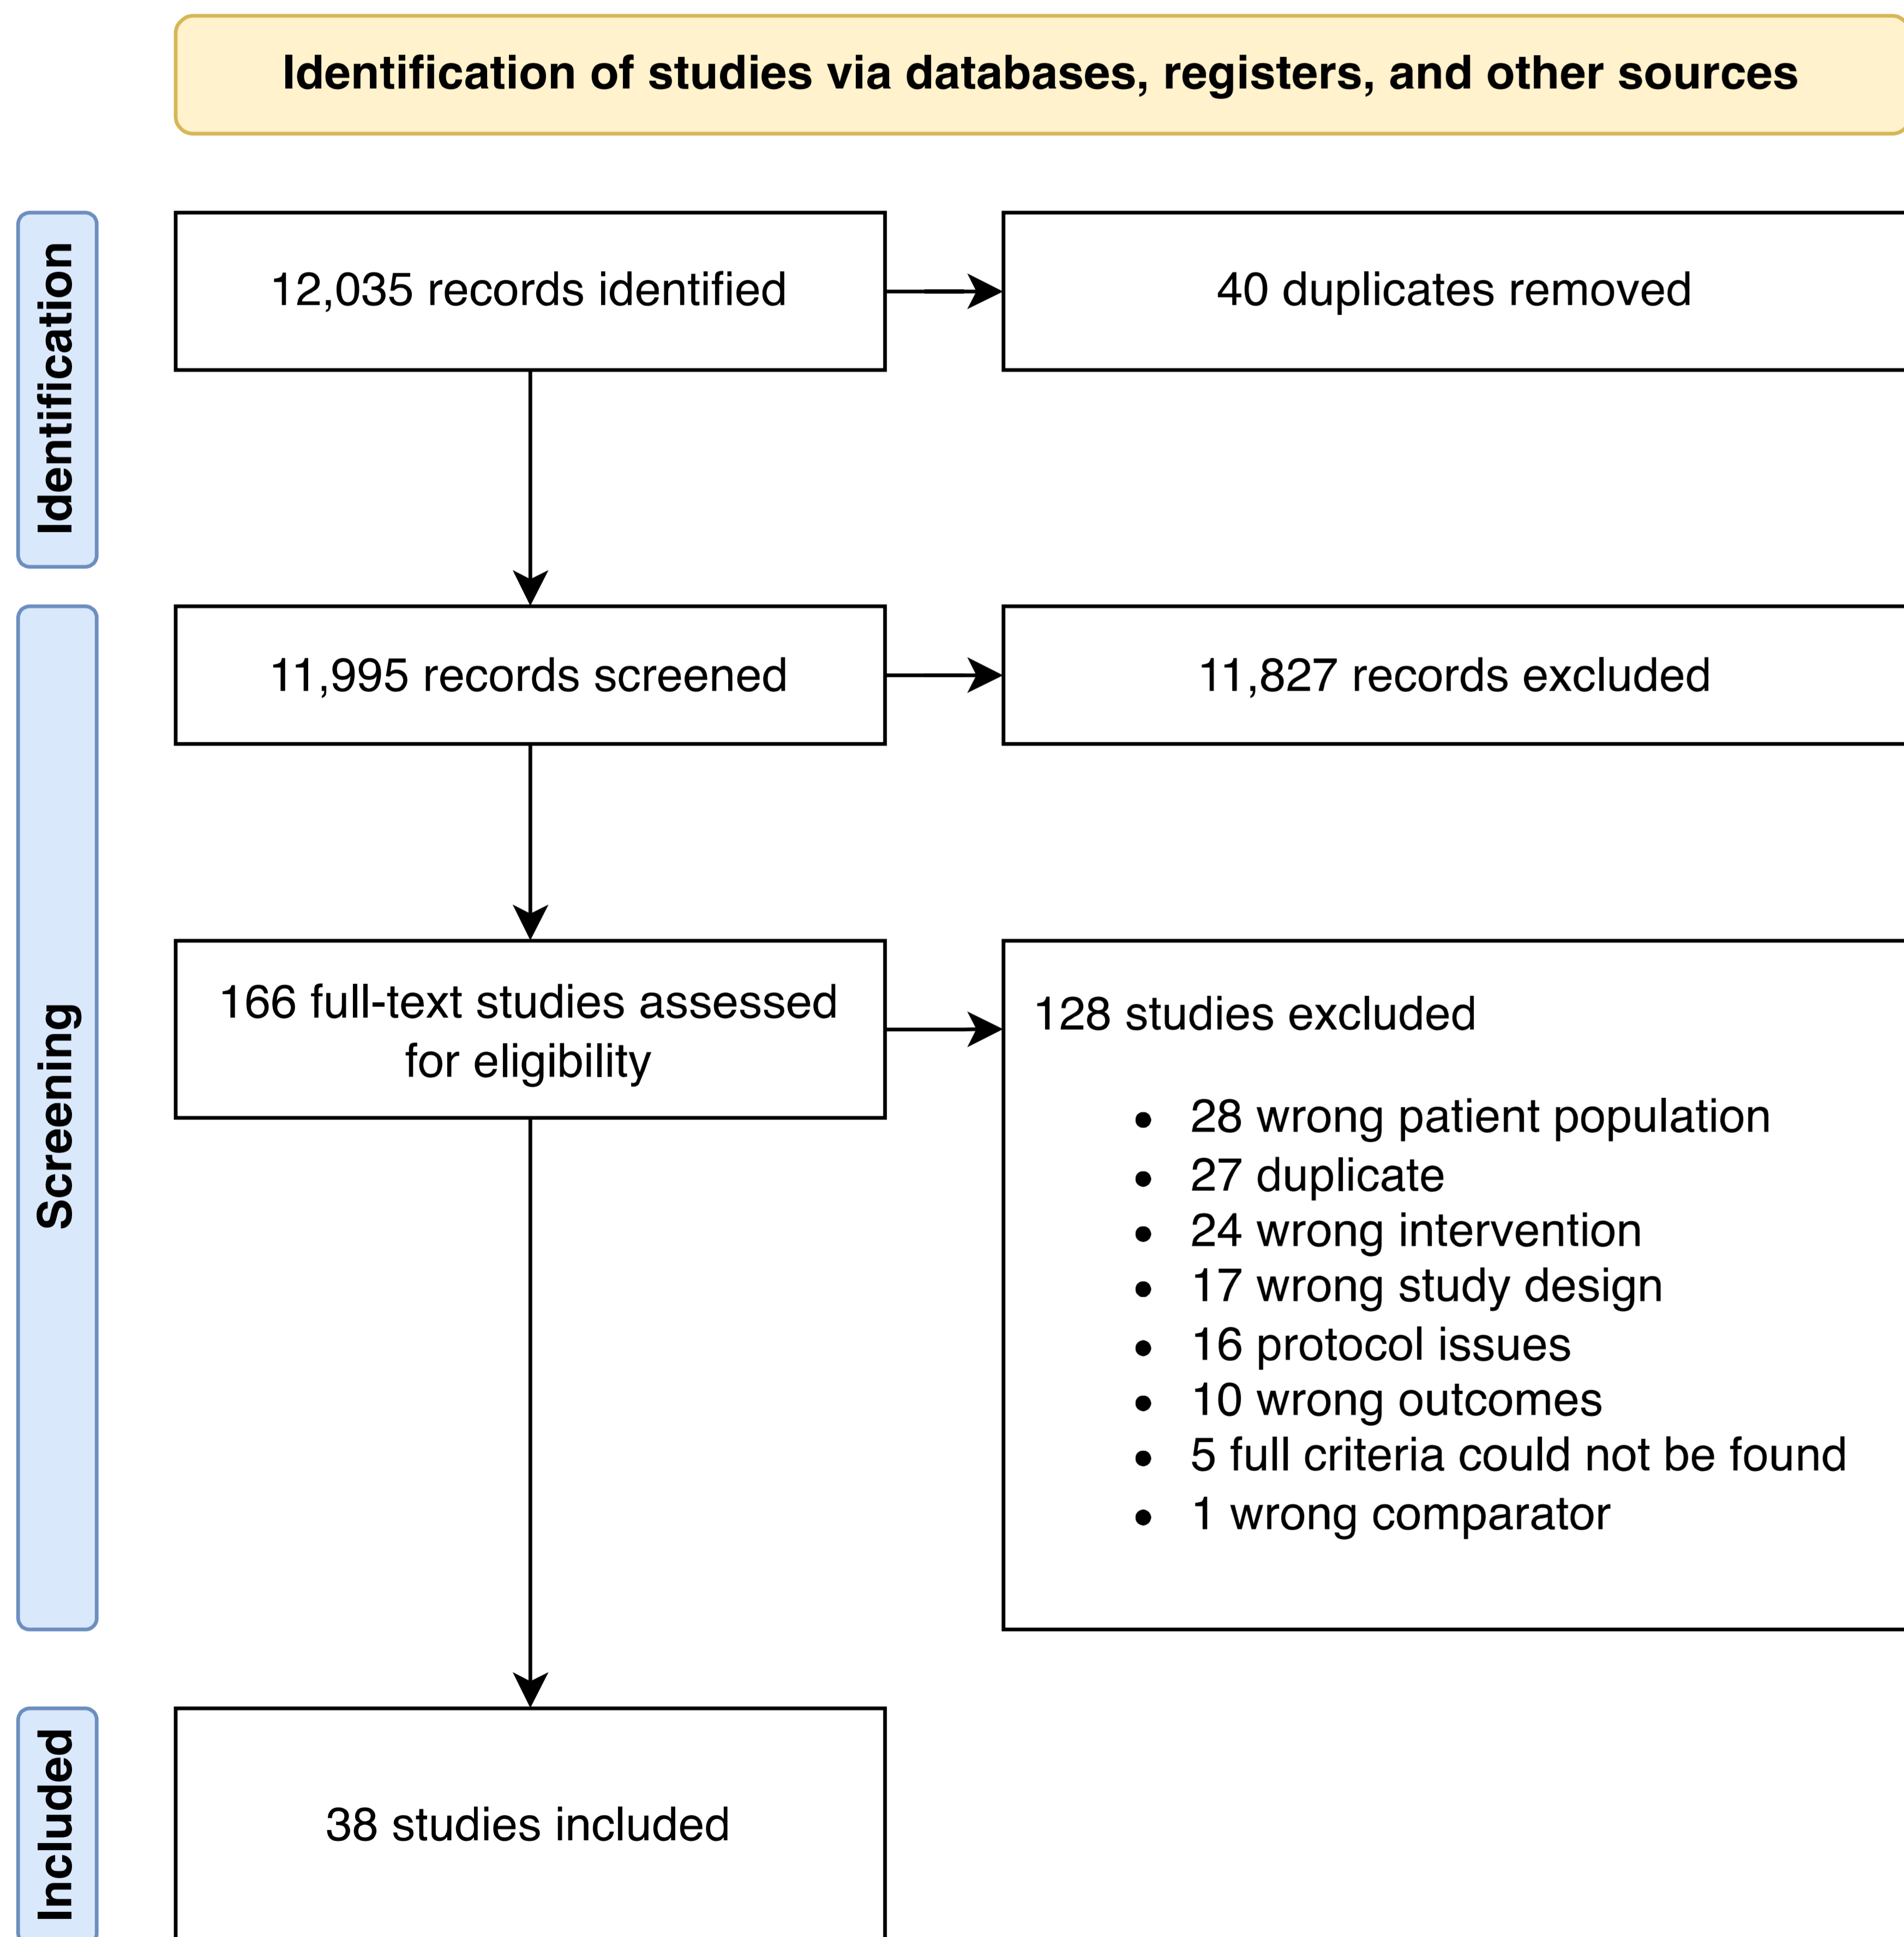 Identification of studies via databases, registers, and other sources
Identification
12,035 records identified
40 duplicates removed
Screening
11,995 records screened
11,827 records excluded
166 full-text studies assessed
for eligibility
128 studies excluded
• 28 wrong patient population
• 27 duplicate
• 24 wrong intervention
• 17 wrong study design
• 16 protocol issues
• 10 wrong outcomes
• 5 full criteria could not be found
• 1 wrong comparator
Included
38 studies included